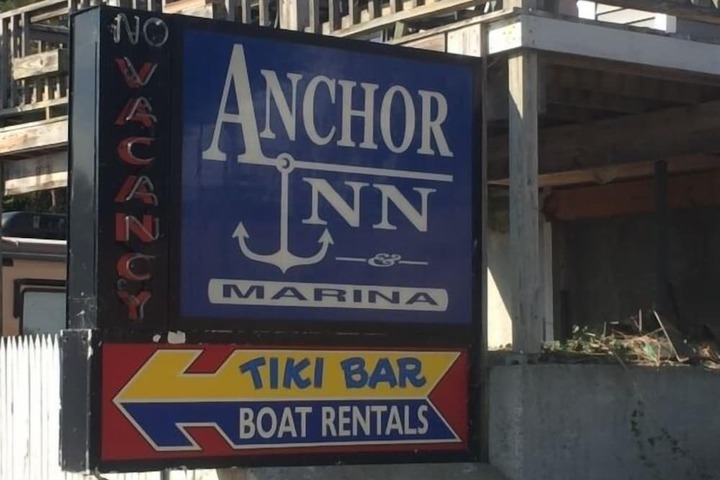 NO
VACANCY
ANCHOR
INN
&
MARINA
TIKI BAR
BOAT RENTALS